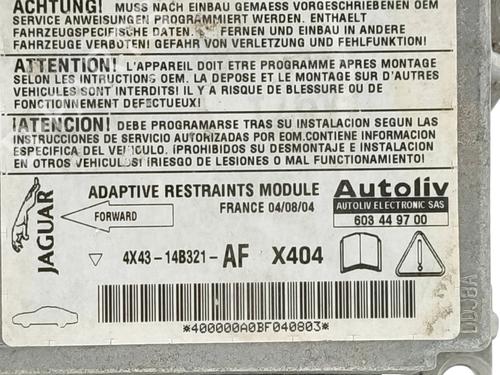 ACHTUNG! MUSS NACH EINBAU GEMAESS VORGESCHRIEBENEN OEM
SERVICE ANWEISUNGEN PROGRAMMIERT WERDEN. ENTHAELT
FAHRZEUGSPEZIFISCHE DATEN. FERNEN UND EINBAU IN ANDERE
FAHRZEUGE VERBOTEN! GEFAHR VON VERLETZUNG UND FEHLFUNKTION!
ATTENTION! L'APPAREIL DOIT ETRE PROGRAMME APRES MONTAGE
SELON LES INTRUCTIONS OEM. LA DEPOSE ET LE MONTAGE SUR D'AUTRES
VEHICULES SONT INTERDITS! IL Y A RISQUE DE BLESSURE OU DE
FONCTIONNEMENT DEFECTUEUX!
¡ATENCION! DEBE PROGRAMARSE TRAS SU INSTALACION SEGUN LAS
INSTRUCCIONES DE SERVICIO AUTORIZADAS POR EOM.CONTIENE INFORMACION
ESPECIFICA DEL VEHICULO. ¡PROHIBIDOS SU DESMONTAJE E INSTALACION
EN OTROS VEHICULOS! ¡RIESGO DE LESIONES O MAL FUNCIONAMIENTO!
JAGUAR
FORWARD
ADAPTIVE RESTRAINTS MODULE
FRANCE 04/08/04
Autoliv
AUTOLIV ELECTRONIC SAS
603 44 97 00
4X43-14B321-AF X404
*400000A0BF040803*